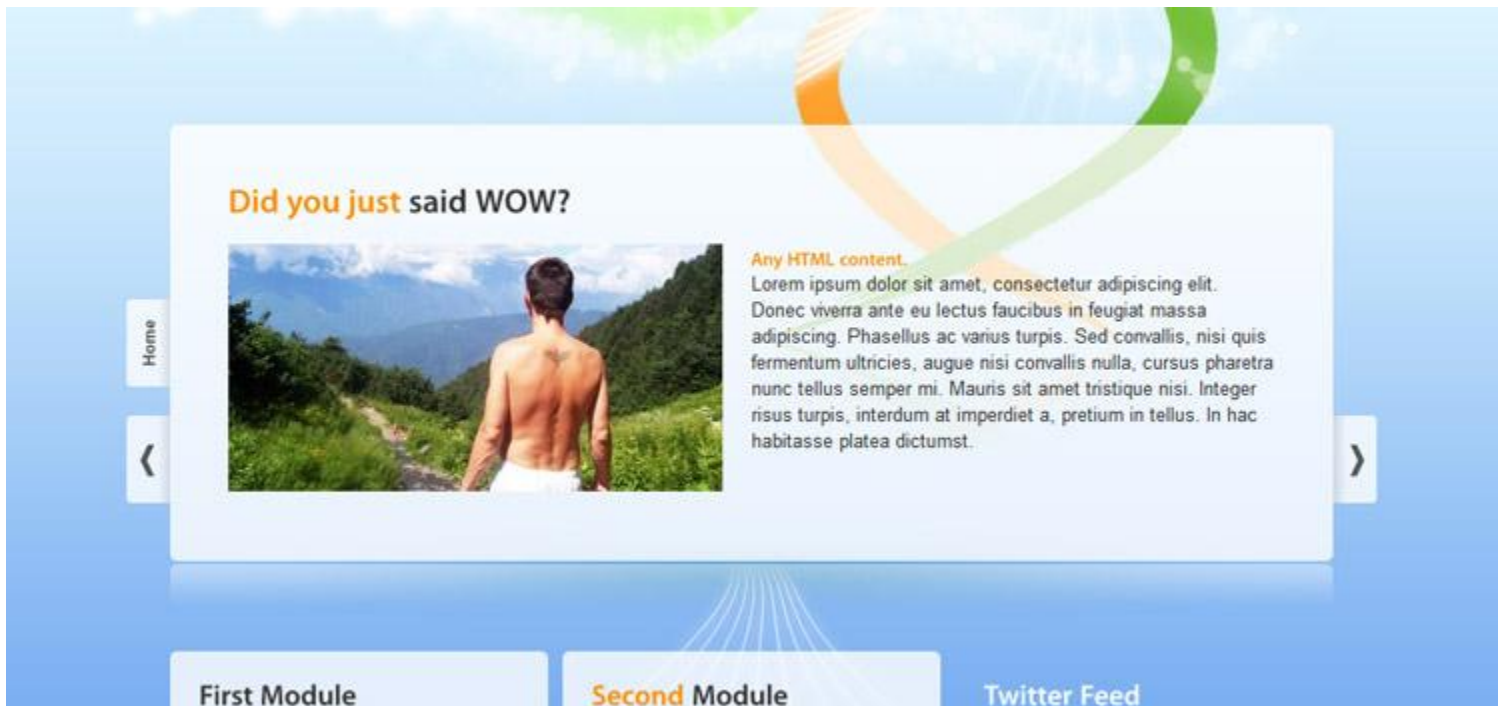 Did you just said WOW?
Any HTML content.
Lorem ipsum dolor sit amet, consectetur adipiscing elit.
Donec viverra ante eu lectus faucibus in feugiat massa
adipiscing. Phasellus ac varius turpis. Sed convallis, nisi quis
fermentum ultricies, augue nisi convallis nulla, cursus pharetra
nunc tellus semper mi. Mauris sit amet tristique nisi. Integer
risus turpis, interdum at imperdiet a, pretium in tellus. In hac
habitasse platea dictumst.
Home
First Module
Second Module
Twitter Feed